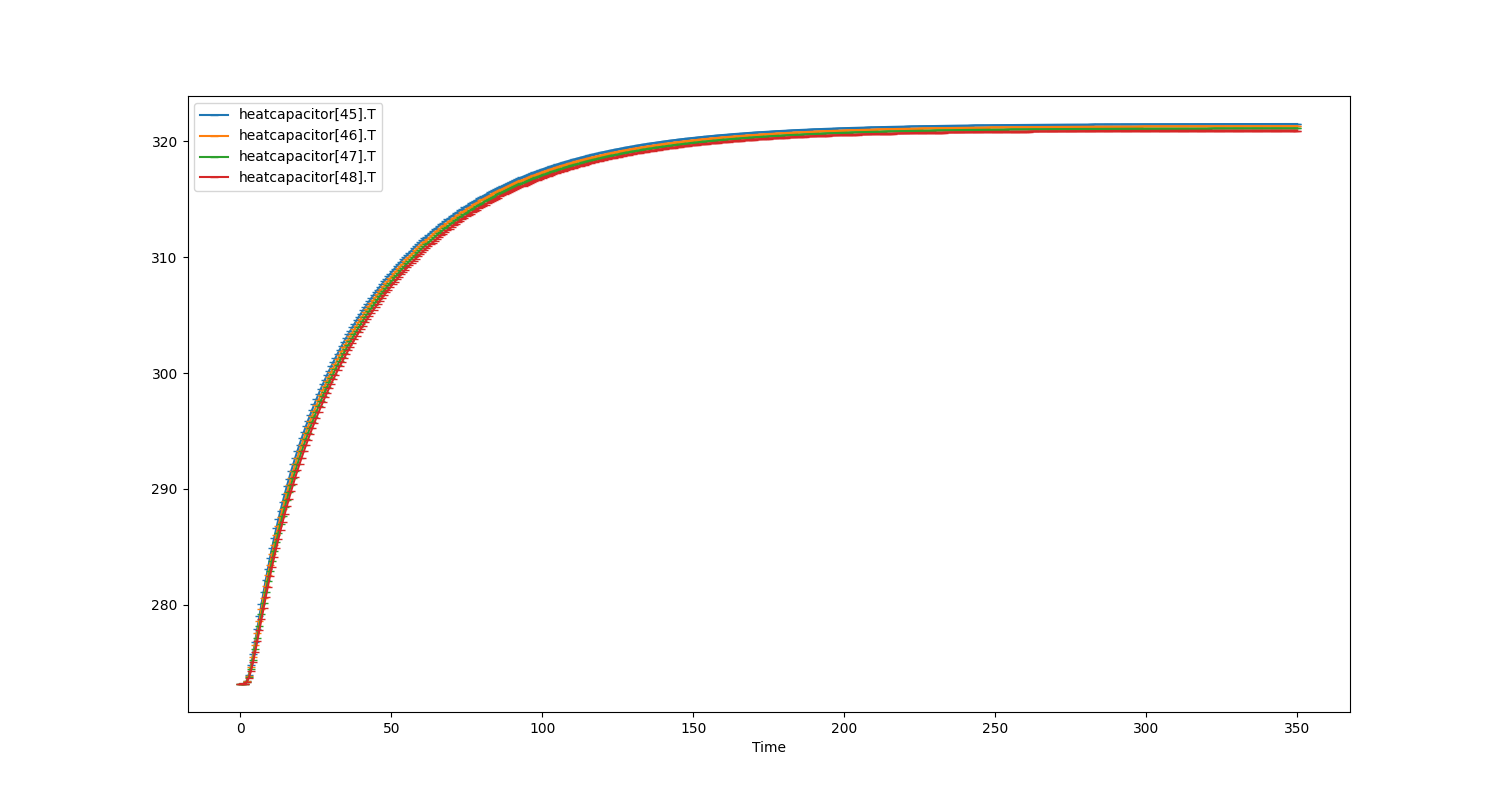 heatcapacitor[45].T
heatcapacitor[46].T
heatcapacitor[47].T
heatcapacitor[48].T
320
310
300
290
280
0 50 100 150 200 250 300 350
Time